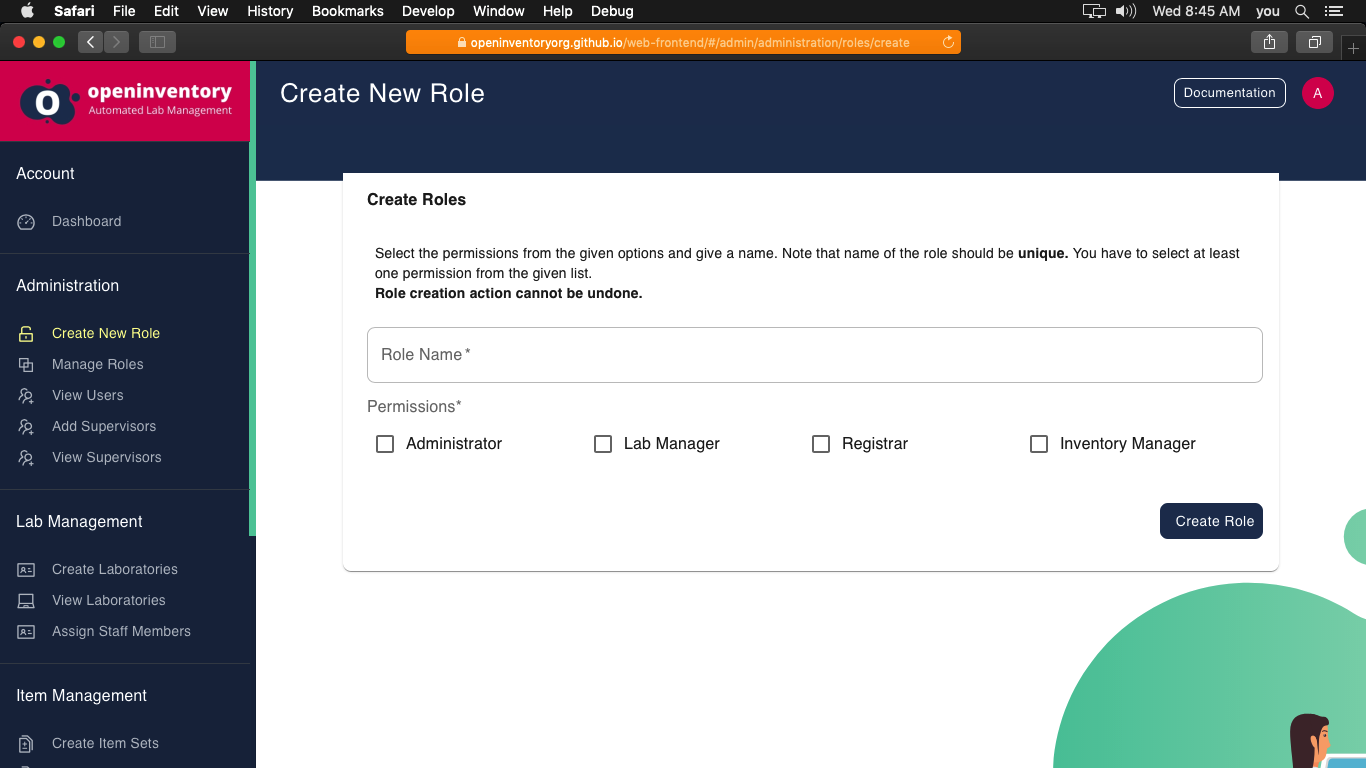 Safari File Edit View History Bookmarks Develop Window Help Debug Wed 8:45 AM you
openinventoryorg.github.io/web-frontend/#/admin/administration/roles/create
openinventory
Automated Lab Management
Create New Role
Documentation
A
Account
Dashboard
Administration
Create New Role
Manage Roles
View Users
Add Supervisors
View Supervisors
Lab Management
Create Laboratories
View Laboratories
Assign Staff Members
Item Management
Create Item Sets
Create Roles
Select the permissions from the given options and give a name. Note that name of the role should be unique. You have to select at least
one permission from the given list.
Role creation action cannot be undone.
Role Name *
Permissions*
Administrator Lab Manager Registrar Inventory Manager
Create Role